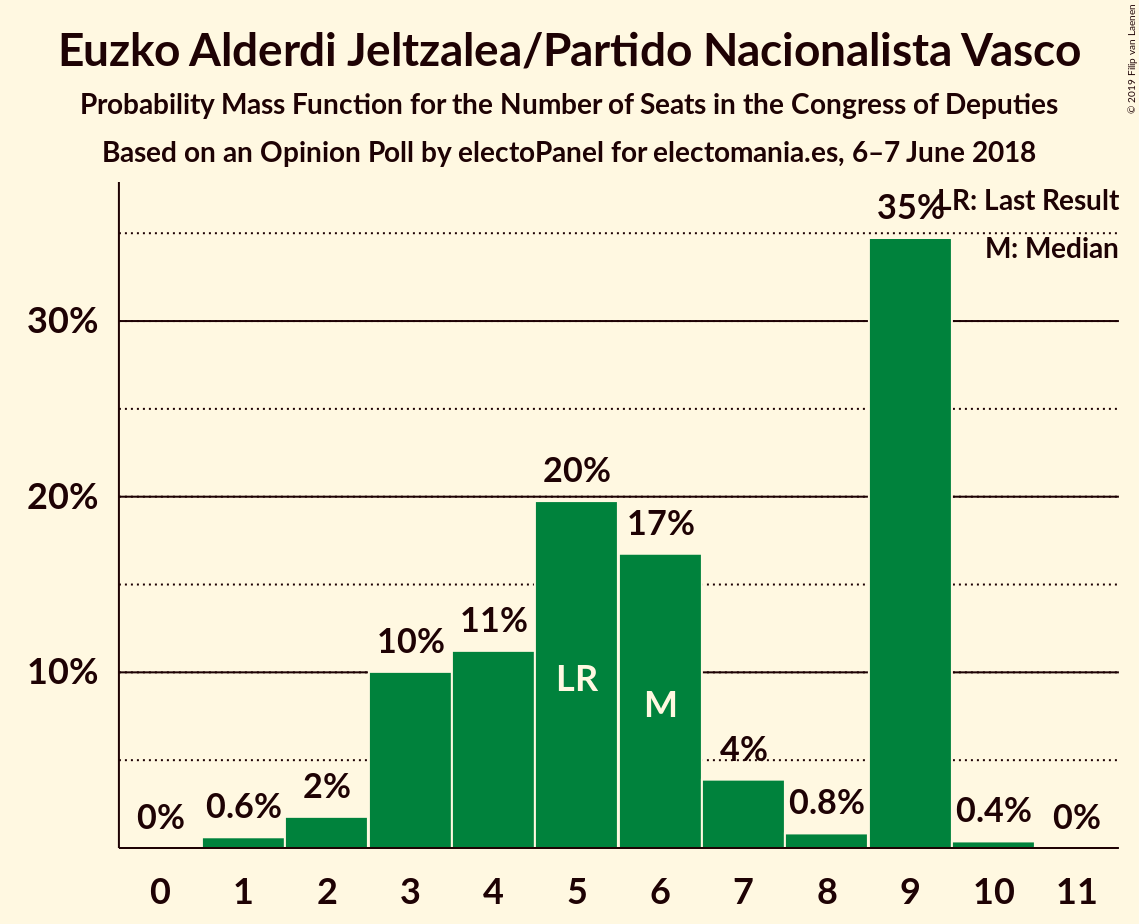 Euzko Alderdi Jeltzalea/Partido Nacionalista Vasco
Probability Mass Function for the Number of Seats in the Congress of Deputies
Based on an Opinion Poll by electoPanel for electomania.es, 6–7 June 2018
© 2019 Filip van Laenen
LR: Last Result
M: Median
30%
20%
10%
0%
0.6%
2%
10%
11%
20%
17%
4%
0.8%
35%
0.4%
0%
LR
M
0 1 2 3 4 5 6 7 8 9 10 11